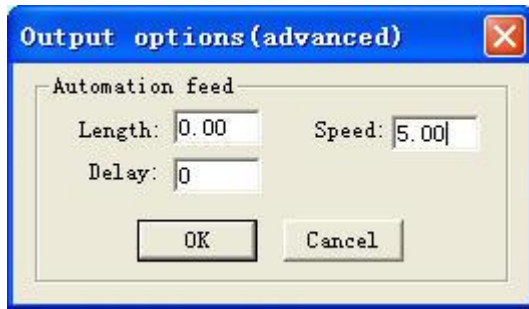 Output options(advanced)
Automation feed
Length: 0.00 Speed: 5.00
Delay: 0
OK Cancel